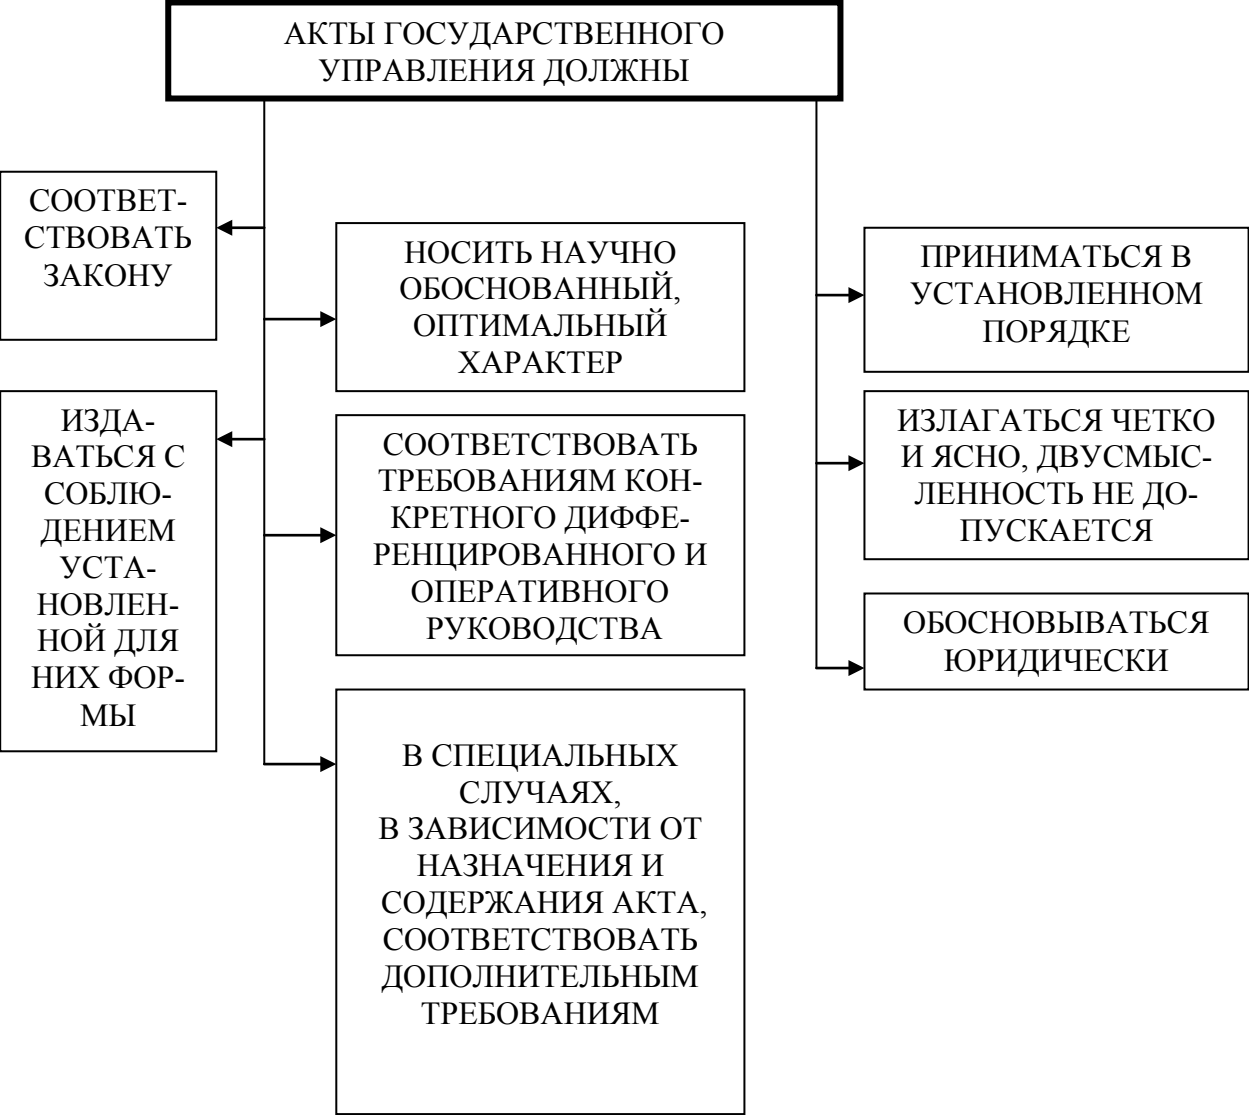 АКТЫ ГОСУДАРСТВЕННОГО
УПРАВЛЕНИЯ ДОЛЖНЫ
СООТВЕТ-
СТВОВАТЬ
ЗАКОНУ
ИЗДА-
ВАТЬСЯ С
СОБЛЮ-
ДЕНИЕМ
УСТА-
НОВЛЕН-
НОЙ ДЛЯ
НИХ ФОР-
МЫ
НОСИТЬ НАУЧНО
ОБОСНОВАННЫЙ,
ОПТИМАЛЬНЫЙ
ХАРАКТЕР
СООТВЕТСТВОВАТЬ
ТРЕБОВАНИЯМ КОН-
КРЕТНОГО ДИФФЕ-
РЕНЦИРОВАННОГО И
ОПЕРАТИВНОГО
РУКОВОДСТВА
В СПЕЦИАЛЬНЫХ
СЛУЧАЯХ,
В ЗАВИСИМОСТИ ОТ
НАЗНАЧЕНИЯ И
СОДЕРЖАНИЯ АКТА,
СООТВЕТСТВОВАТЬ
ДОПОЛНИТЕЛЬНЫМ
ТРЕБОВАНИЯМ
ПРИНИМАТЬСЯ В
УСТАНОВЛЕННОМ
ПОРЯДКЕ
ИЗЛАГАТЬСЯ ЧЕТКО
И ЯСНО, ДВУСМЫС-
ЛЕННОСТЬ НЕ ДО-
ПУСКАЕТСЯ
ОБОСНОВЫВАТЬСЯ
ЮРИДИЧЕСКИ